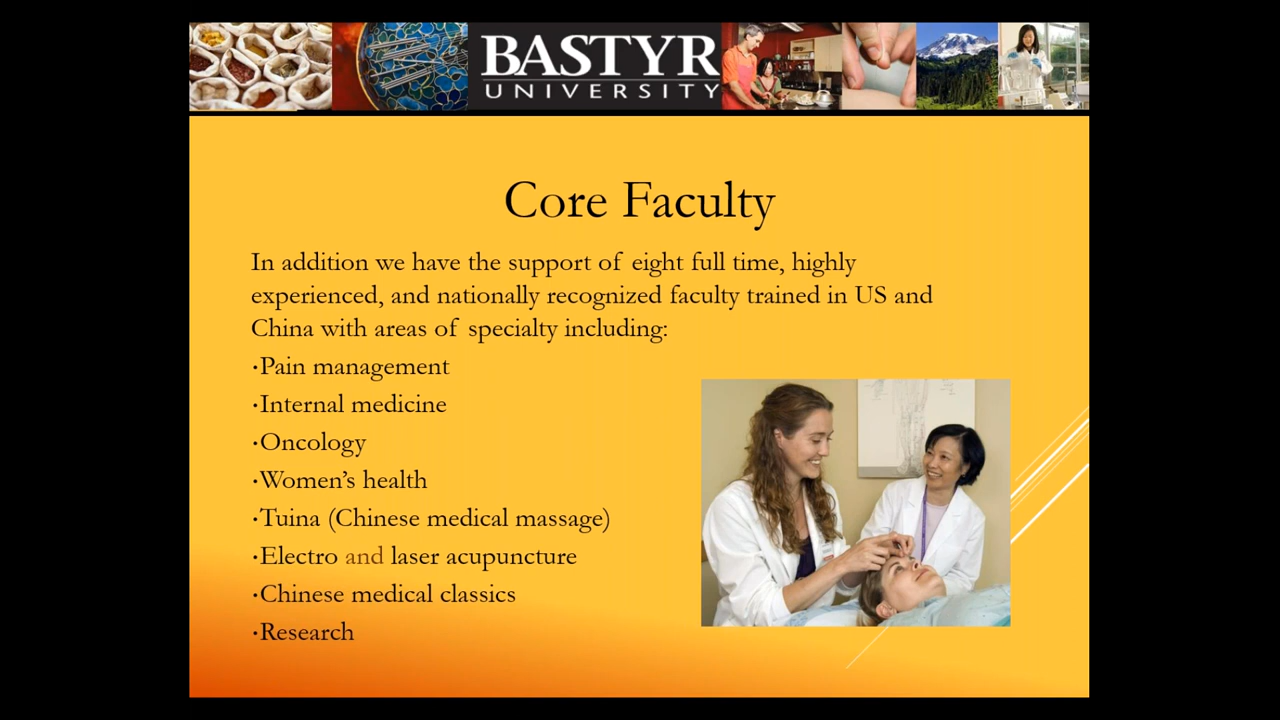 BASTYR
UNIVERSITY
Core Faculty
In addition we have the support of eight full time, highly
experienced, and nationally recognized faculty trained in US and
China with areas of specialty including:
•Pain management
•Internal medicine
•Oncology
•Women’s health
•Tuina (Chinese medical massage)
•Electro and laser acupuncture
•Chinese medical classics
•Research